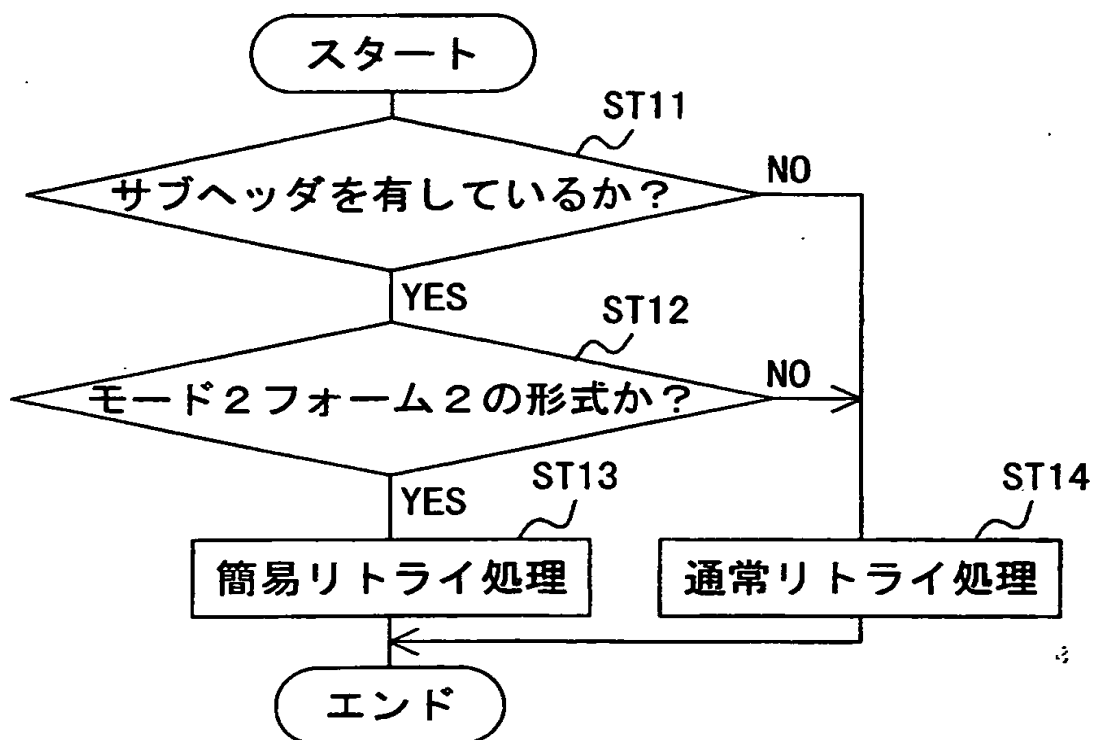 スタート
ST11
サブヘッダを有しているか？
NO
YES
ST12
モード２フォーム２の形式か？
NO
YES
ST13
ST14
簡易リトライ処理
通常リトライ処理
エンド